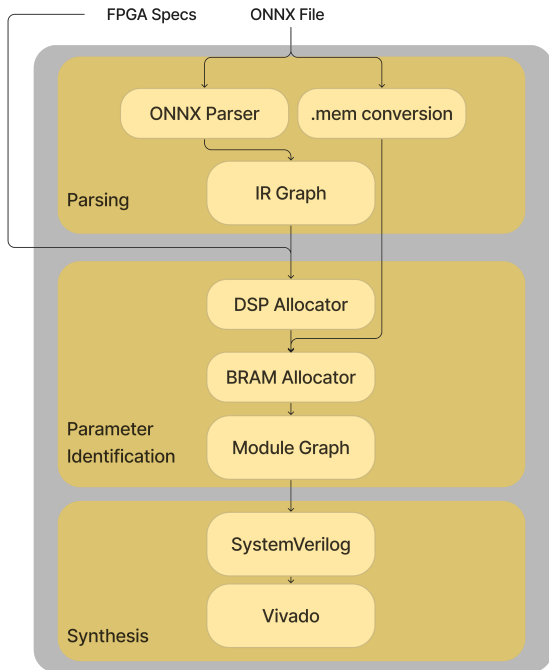 FPGA Specs
ONNX File
ONNX Parser
.mem conversion
IR Graph
Parsing
DSP Allocator
BRAM Allocator
Parameter
Identification
Module Graph
SystemVerilog
Vivado
Synthesis